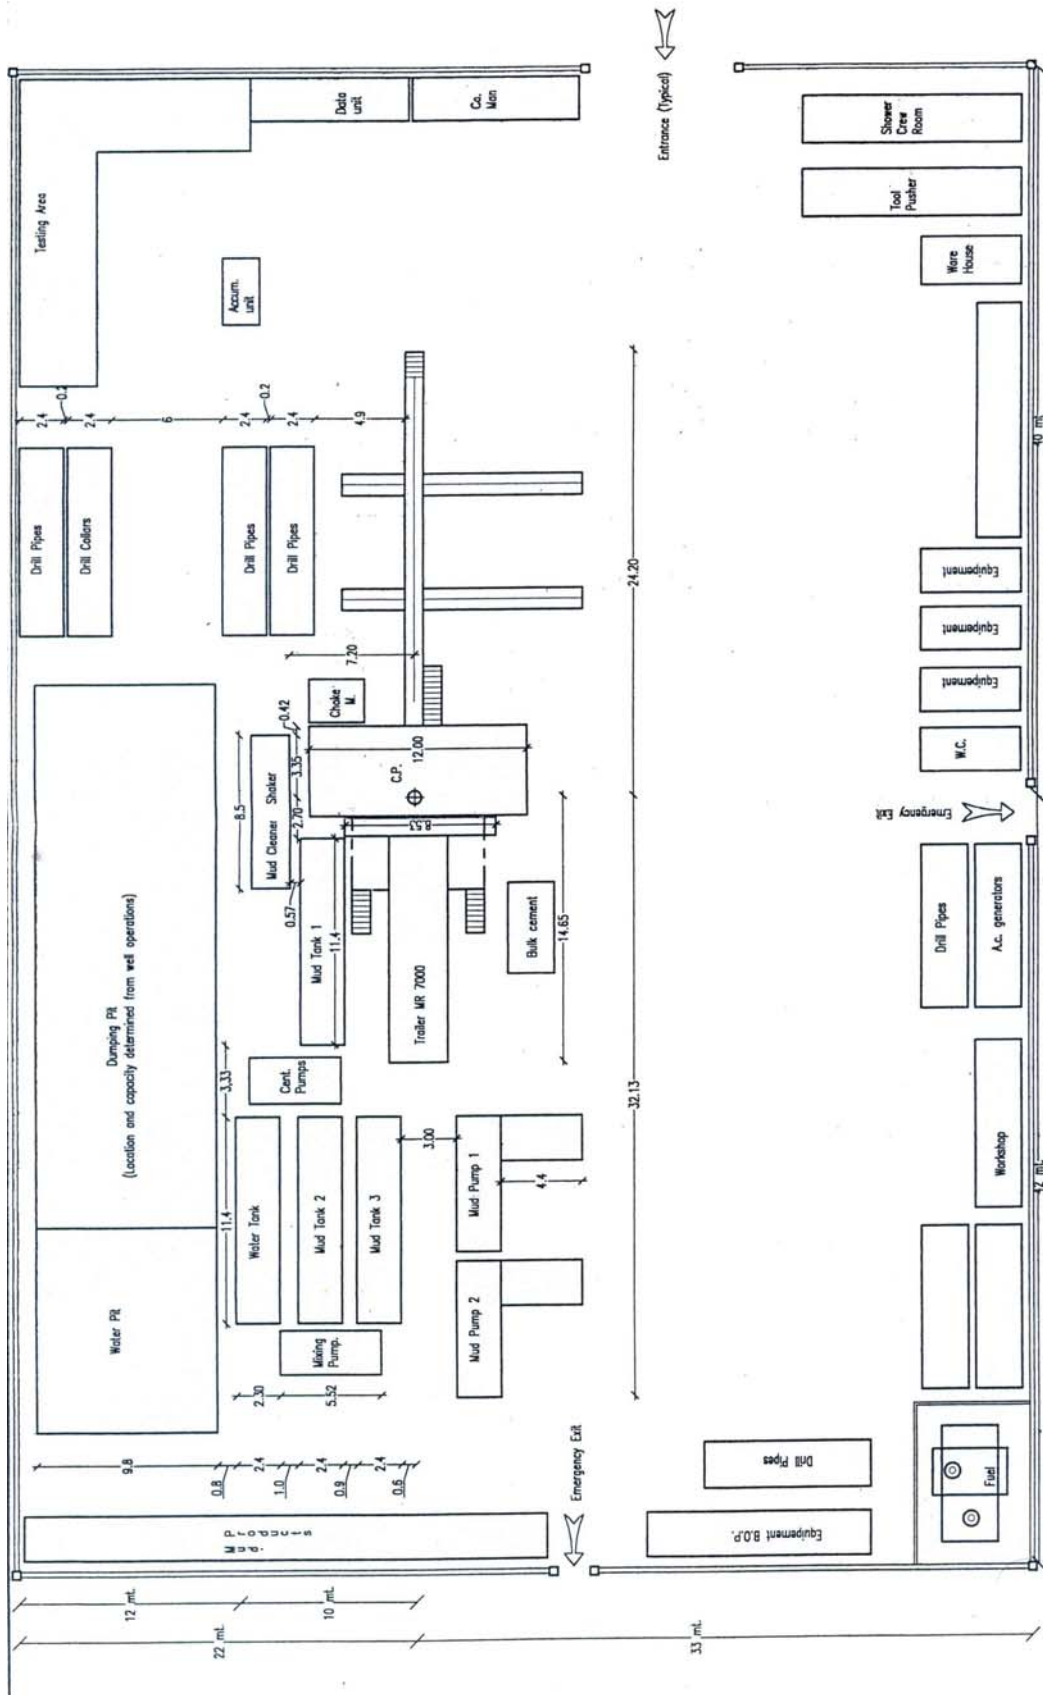 Entrance (Typical)
Testing Area
Data
unit
Co.
Man
Shower
Crew
Room
Tool
Pusher
Ware
House
Accum.
unit
2.4
0.2
2.4
6
2.4
0.2
2.4
4.9
Drill Pipes
Drill Collars
Drill Pipes
Drill Pipes
24.20
40 mt.
7.20
Equipement
Equipement
Equipement
W.C.
Choke
M.
0.42
3.35
2.70
8.5
Mud Cleaner Shaker
0.57
C.P.
12.00
8.53
Emergency Exit
Dumping Pit
(Location and capacity determined from well operations)
Mud Tank 1
11.4
Trailer MR 7000
Bulk cement
14.65
Drill Pipes
A.c. generators
3.33
Cent.
Pumps
32.13
Workshop
42 mt.
11.4
Water Tank
Mud Tank 2
Mud Tank 3
3.00
Mud Pump 1
4.4
Mud Pump 2
Water Pit
Mixing
Pump.
2.30
5.52
9.8
0.8
2.4
1.0
2.4
0.9
2.4
0.6
Emergency Exit
Drill Pipes
Equipement B.O.P.
Fuel
Mud.
Products
12 mt.
10 mt.
22 mt.
33 mt.